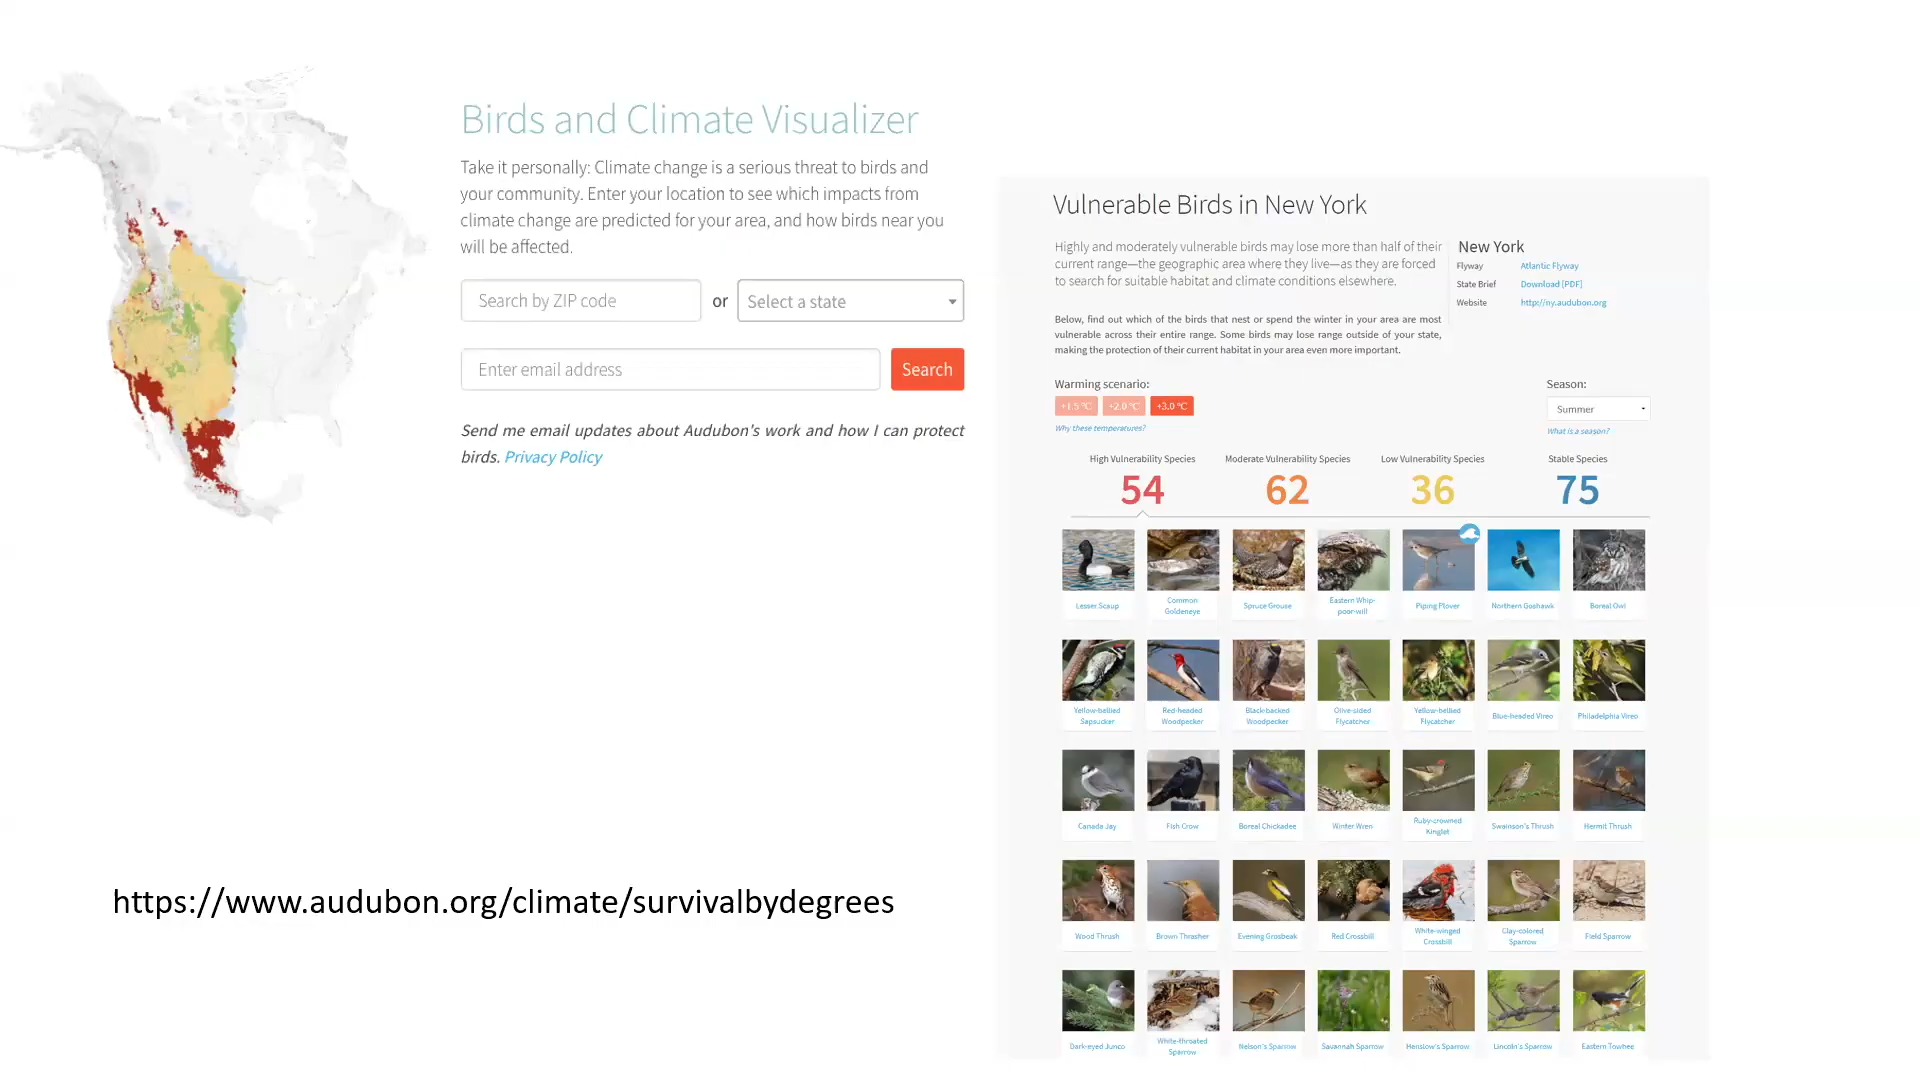 Birds and Climate Visualizer
Take it personally: Climate change is a serious threat to birds and
your community. Enter your location to see which impacts from
climate change are predicted for your area, and how birds near you
will be affected.
Search by ZIP code
or
Select a state
Enter email address
Search
Send me email updates about Audubon's work and how I can protect
birds. Privacy Policy
https://www.audubon.org/climate/survivalbydegrees
Vulnerable Birds in New York
Highly and moderately vulnerable birds may lose more than half of their
current range—the geographic area where they live—as they are forced
to search for suitable habitat and climate conditions elsewhere.
Below, find out which of the birds that nest or spend the winter in your area are most
vulnerable across their entire range. Some birds may lose range outside of your state,
making the protection of their current habitat in your area even more important.
New York
Flyway Atlantic Flyway
State Brief Download [PDF]
Website http://ny.audubon.org
Warming scenario:
+1.5 °C +2.0 °C +3.0 °C
Why these temperatures?
Season:
Summer
What is a season?
High Vulnerability Species Moderate Vulnerability Species Low Vulnerability Species Stable Species
54 62 36 75
Lesser Scaup
Common
Goldeneye
Spruce Grouse
Eastern Whip-
poor-will
Piping Plover
Northern Goshawk
Boreal Owl
Yellow-bellied
Sapsucker
Red-headed
Woodpecker
Black-backed
Woodpecker
Olive-sided
Flycatcher
Yellow-bellied
Flycatcher
Blue-headed Vireo
Philadelphia Vireo
Canada Jay
Fish Crow
Boreal Chickadee
Winter Wren
Ruby-crowned
Kinglet
Swainson's Thrush
Hermit Thrush
Wood Thrush
Brown Thrasher
Evening Grosbeak
Red Crossbill
White-winged
Crossbill
Clay-colored
Sparrow
Field Sparrow
Dark-eyed Junco
White-throated
Sparrow
Nelson's Sparrow
Savannah Sparrow
Henslow's Sparrow
Lincoln's Sparrow
Eastern Towhee